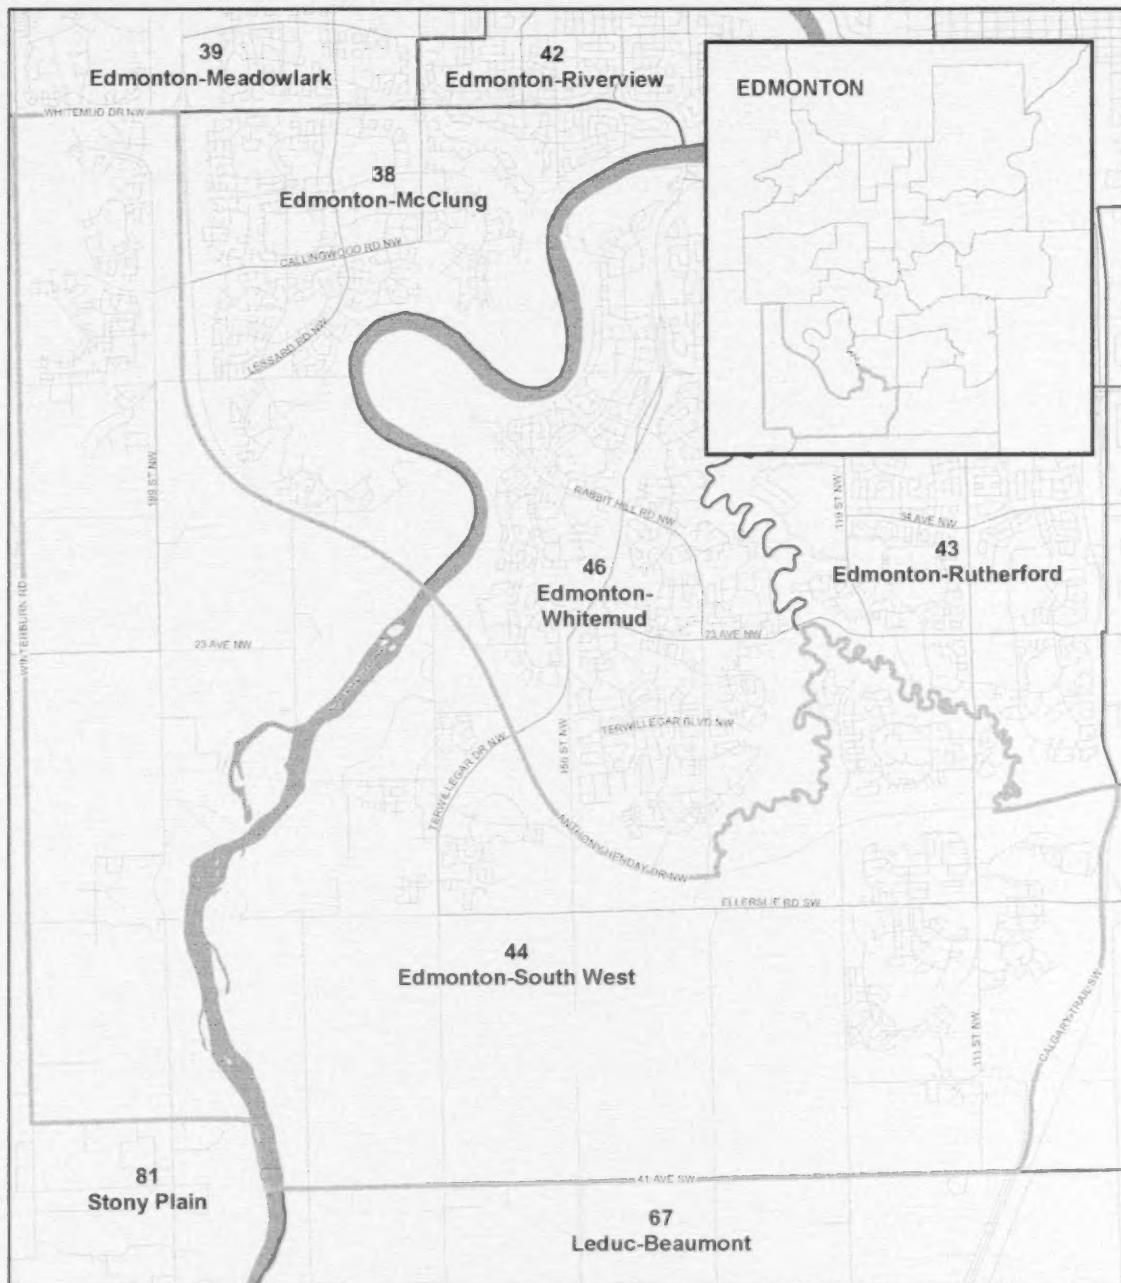 39
Edmonton-Meadowlark
42
Edmonton-Riverview
EDMONTON
WHITEMUD DR NW
38
Edmonton-McClung
CALLINGWOOD RD NW
LESSARD RD NW
199 ST NW
RABBIT HILL RD NW
119 ST NW
34 AVE NW
43
Edmonton-Rutherford
46
Edmonton-
Whitemud
WINTERBURN RD
23 AVE NW
23 AVE NW
TERWILLEGAR BLVD NW
156 ST NW
TERWILLEGAR DR NW
ANTHONY HENDAY DR NW
ELLERSLIE RD SW
44
Edmonton-South West
111 ST NW
CALGARY TRAIL SW
81
Stony Plain
41 AVE SW
67
Leduc-Beaumont